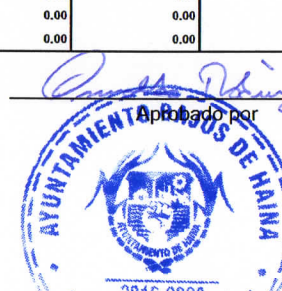 0.00 0.00
0.00 0.00
Aprobado por
AYUNTAMIENTO BAJOS DE HAINA
AYUNTAMIENTO DE HAINA